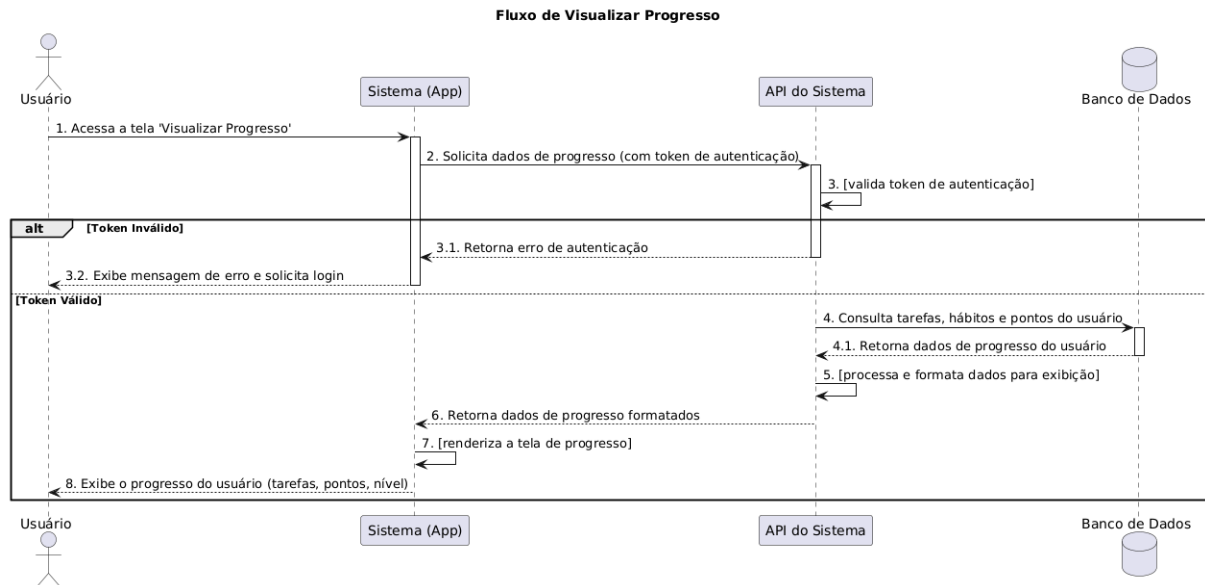 Fluxo de Visualizar Progresso
Usuário
Sistema (App)
API do Sistema
Banco de Dados
1. Acessa a tela 'Visualizar Progresso'
2. Solicita dados de progresso (com token de autenticação)
3. [valida token de autenticação]
alt
[Token Inválido]
3.1. Retorna erro de autenticação
3.2. Exibe mensagem de erro e solicita login
[Token Válido]
4. Consulta tarefas, hábitos e pontos do usuário
4.1. Retorna dados de progresso do usuário
5. [processa e formata dados para exibição]
6. Retorna dados de progresso formatados
7. [renderiza a tela de progresso]
8. Exibe o progresso do usuário (tarefas, pontos, nível)
Usuário
Sistema (App)
API do Sistema
Banco de Dados